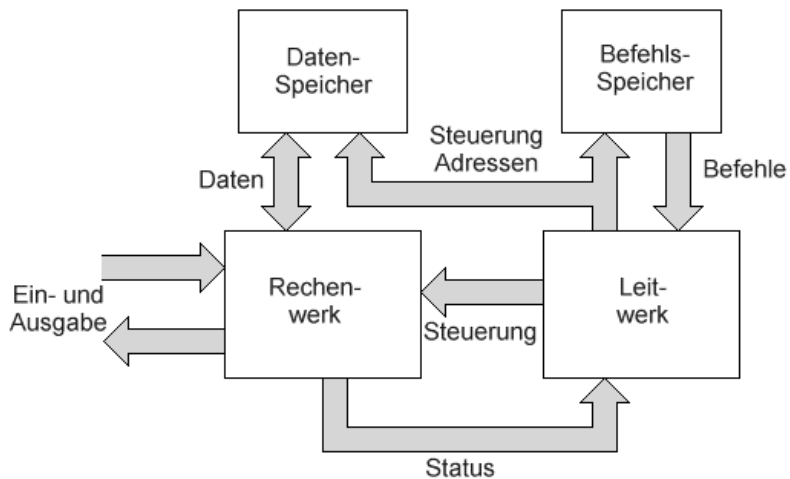 Daten-
Speicher
Befehls-
Speicher
Steuerung
Adressen
Daten
Befehle
Rechen-
werk
Leit-
werk
Ein- und
Ausgabe
Steuerung
Status